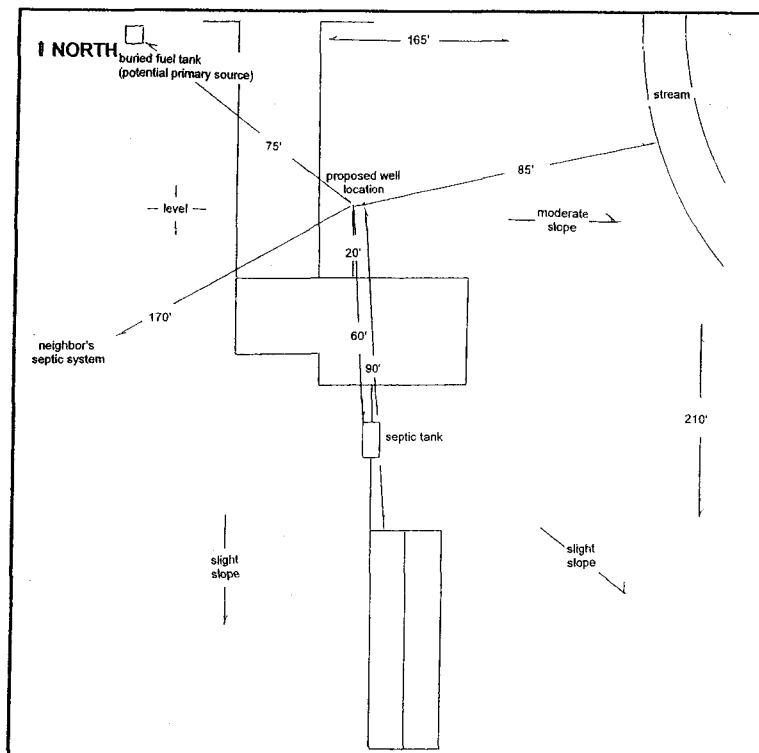 NORTH
165'
buried fuel tank
(potential primary source)
stream
75'
proposed well
location
85'
level
moderate
slope
20'
170'
60'
neighbor's
septic system
90'
210'
septic tank
slight
slope
slight
slope